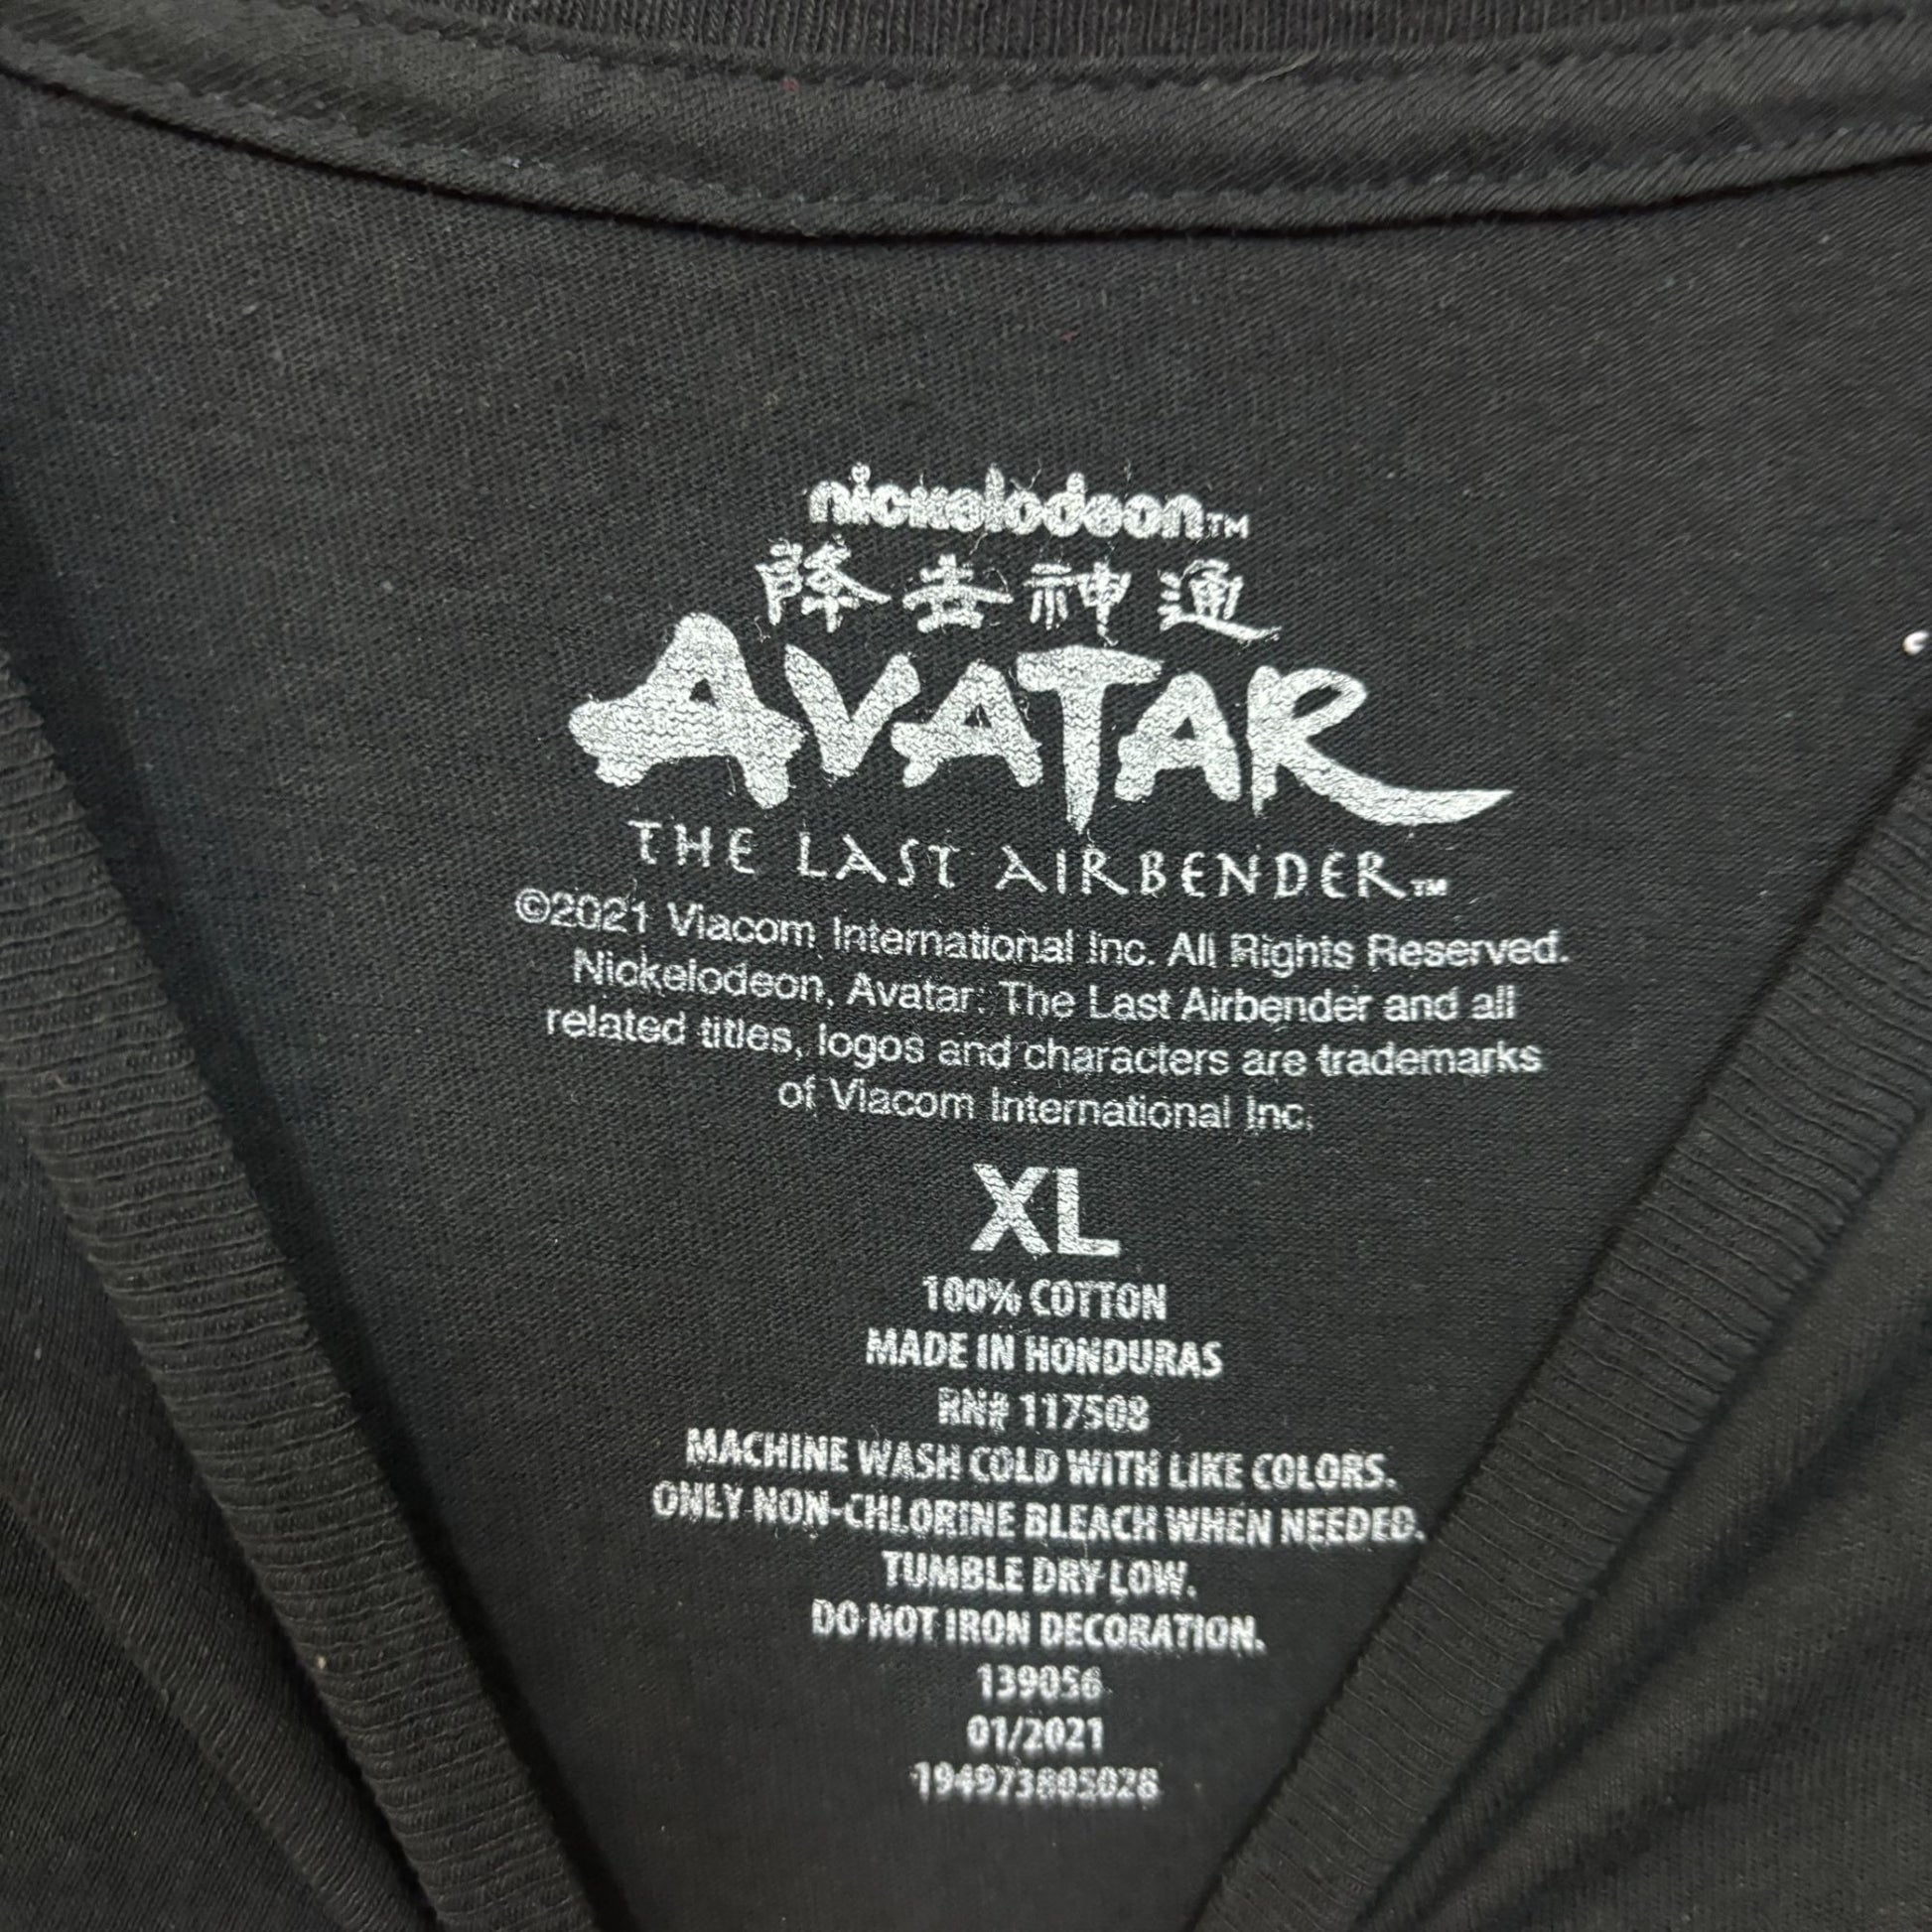 nickelodeon™
降去神通
AVATAR
THE LAST AIRBENDER™
©2021 Viacom International Inc. All Rights Reserved.
Nickelodeon, Avatar: The Last Airbender and all
related titles, logos and characters are trademarks
of Viacom International Inc.
XL
100% COTTON
MADE IN HONDURAS
RN# 117508
MACHINE WASH COLD WITH LIKE COLORS.
ONLY NON-CHLORINE BLEACH WHEN NEEDED.
TUMBLE DRY LOW.
DO NOT IRON DECORATION.
139056
01/2021
194973805028